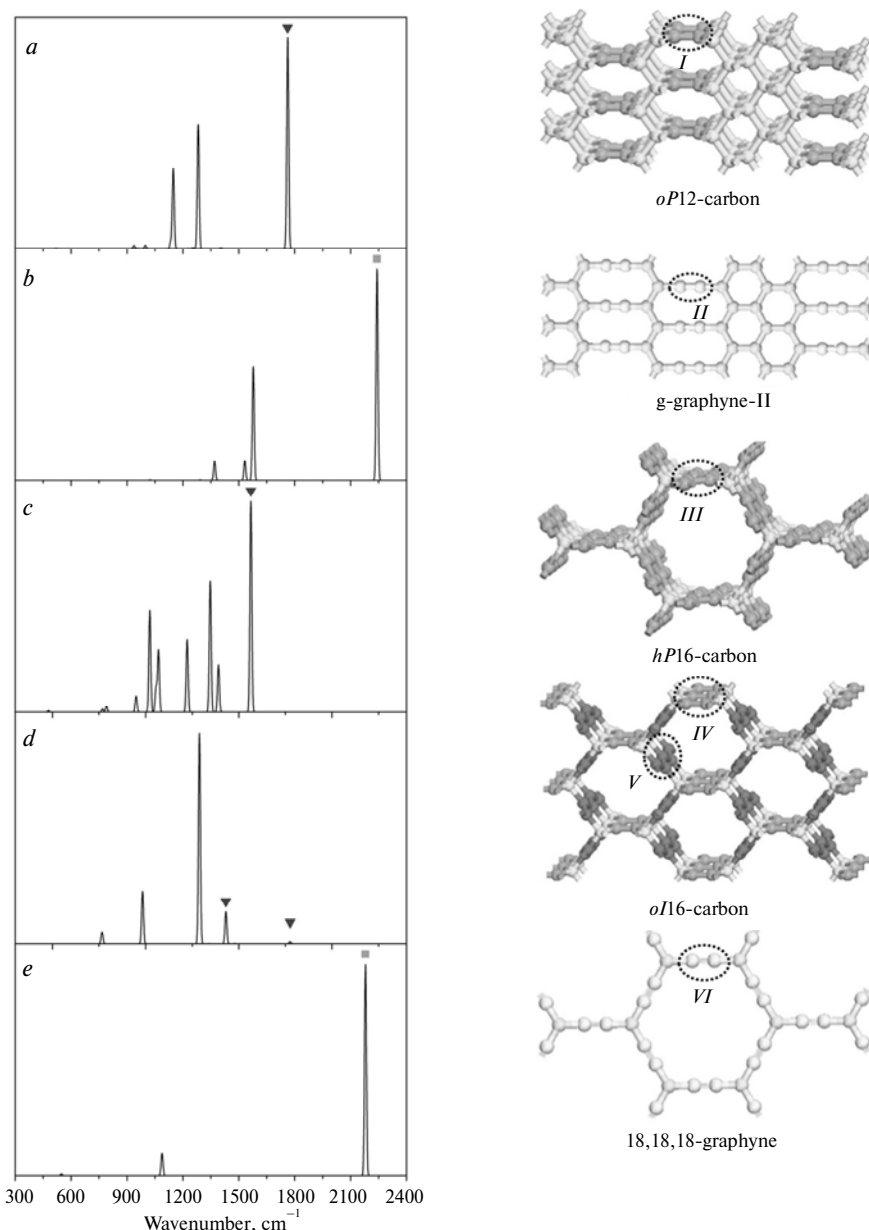 a
I
oP12-carbon
b
II
g-graphyne-II
c
III
hP16-carbon
d
IV
V
oI16-carbon
e
VI
18,18,18-graphyne
300 600 900 1200 1500 1800 2100 2400
Wavenumber, cm⁻¹